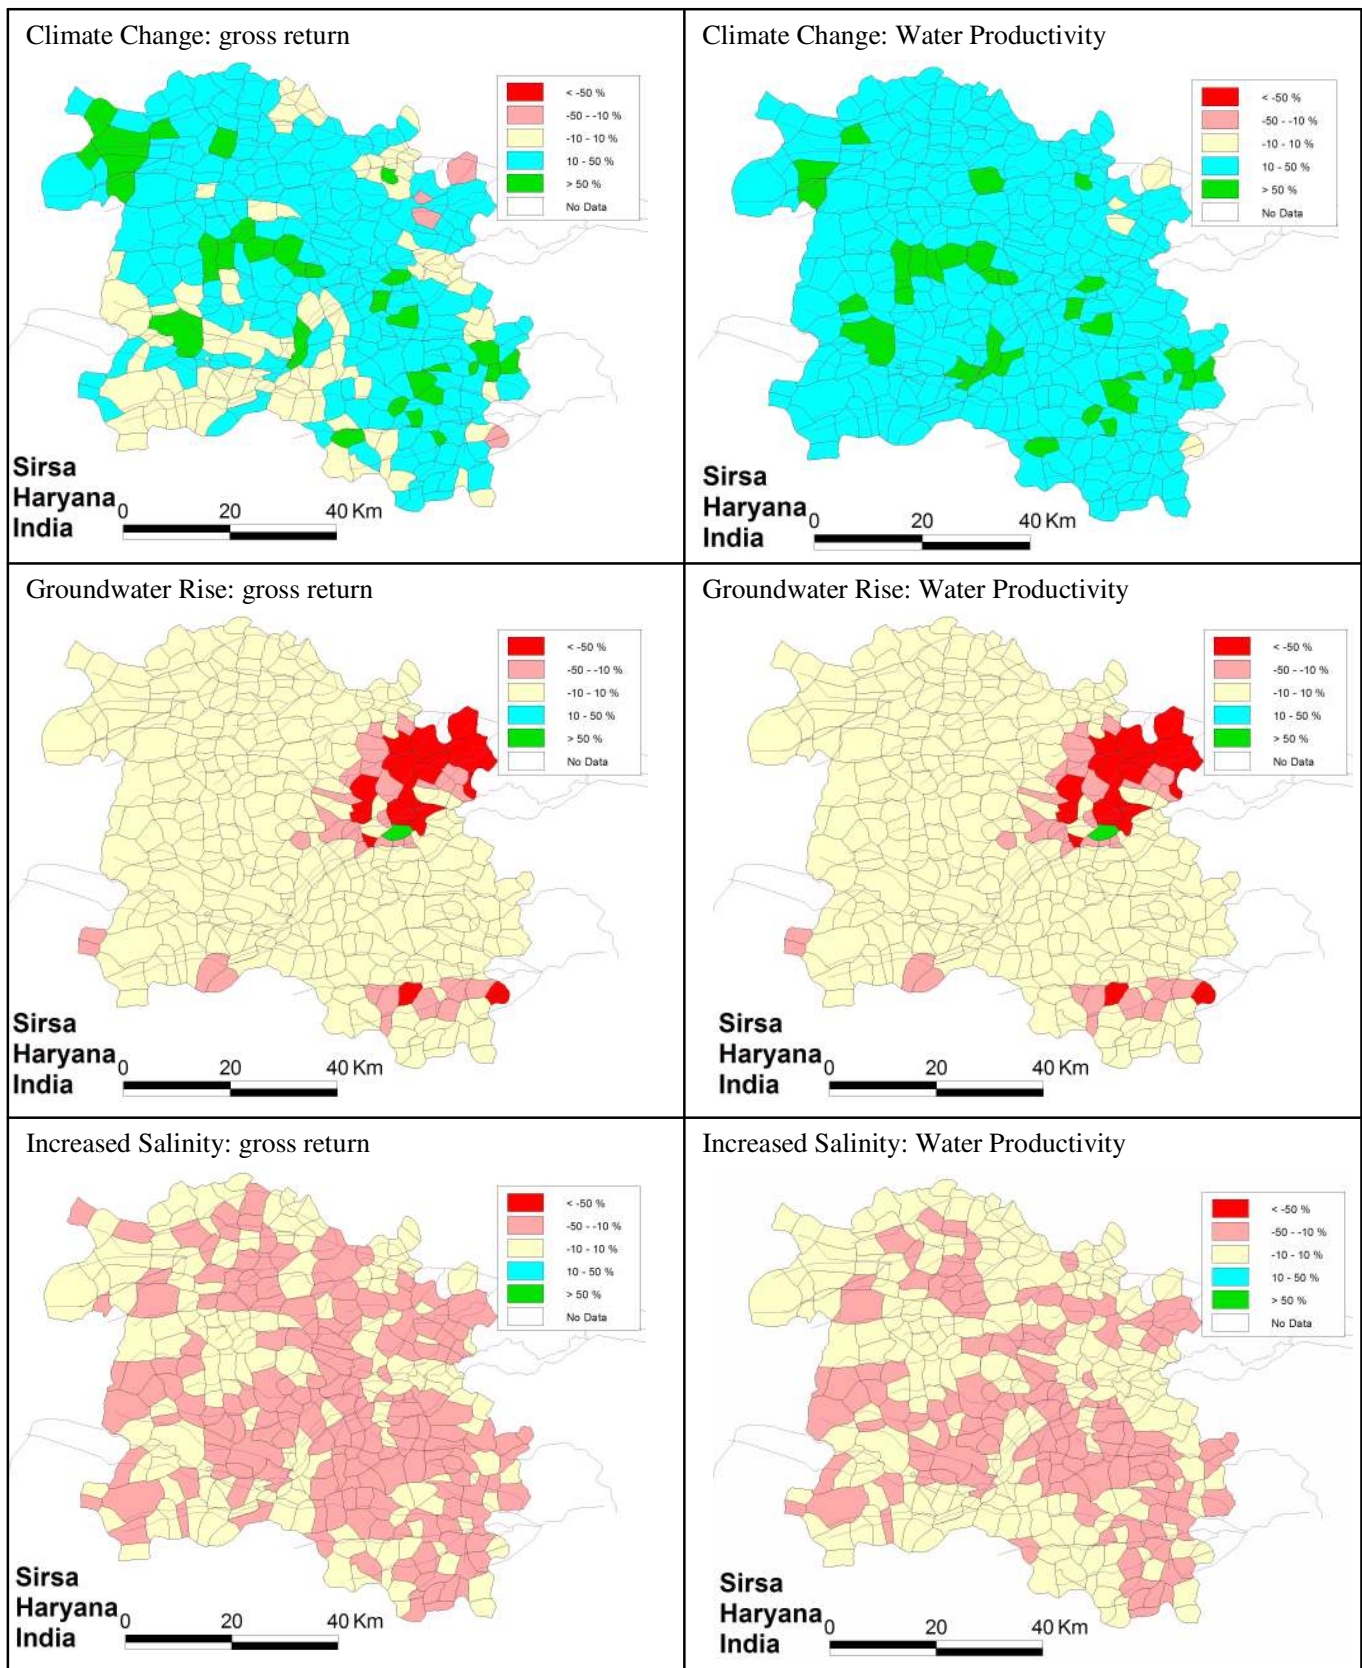 Climate Change: gross return
< -50 %
-50 - -10 %
-10 - 10 %
10 - 50 %
> 50 %
No Data
Sirsa
Haryana
India
0 20 40 Km
Climate Change: Water Productivity
< -50 %
-50 - -10 %
-10 - 10 %
10 - 50 %
> 50 %
No Data
Sirsa
Haryana
India
0 20 40 Km
Groundwater Rise: gross return
< -50 %
-50 - -10 %
-10 - 10 %
10 - 50 %
> 50 %
No Data
Sirsa
Haryana
India
0 20 40 Km
Groundwater Rise: Water Productivity
< -50 %
-50 - -10 %
-10 - 10 %
10 - 50 %
> 50 %
No Data
Sirsa
Haryana
India
0 20 40 Km
Increased Salinity: gross return
< -50 %
-50 - -10 %
-10 - 10 %
10 - 50 %
> 50 %
No Data
Sirsa
Haryana
India
0 20 40 Km
Increased Salinity: Water Productivity
< -50 %
-50 - -10 %
-10 - 10 %
10 - 50 %
> 50 %
No Data
Sirsa
Haryana
India
0 20 40 Km